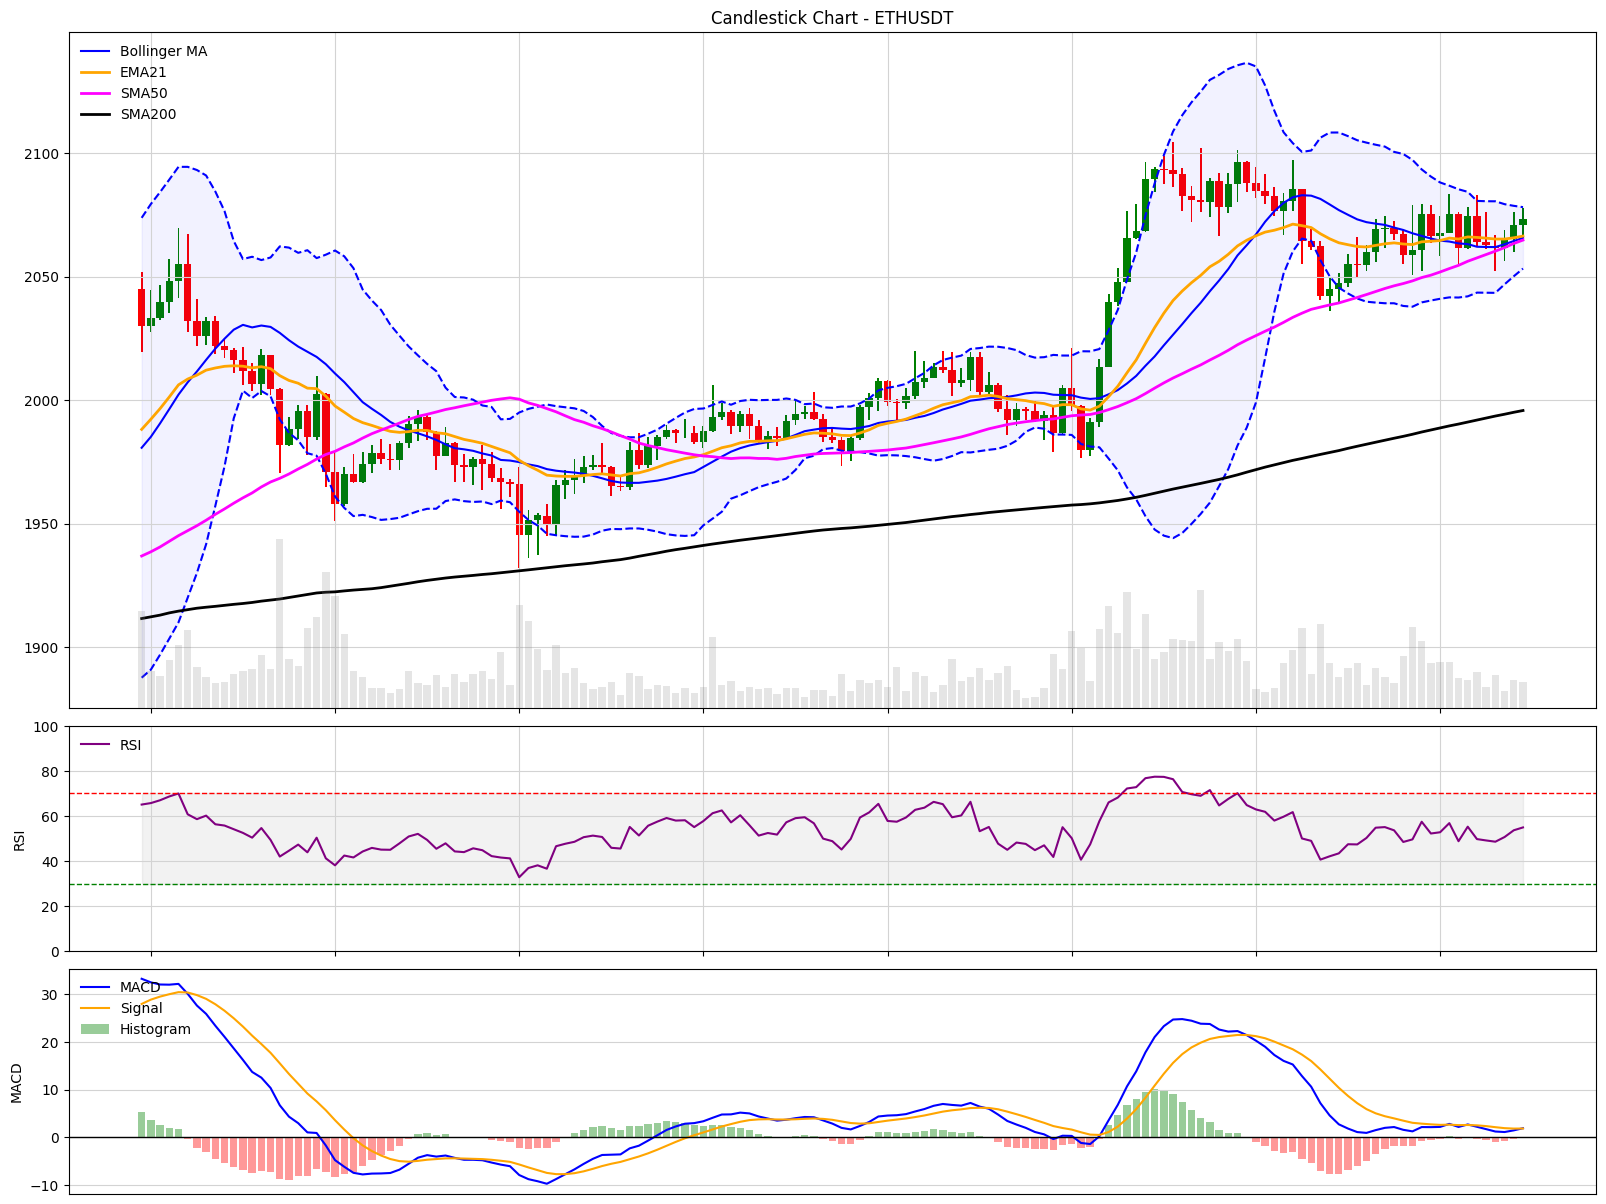 Candlestick Chart - ETHUSDT
Bollinger MA
EMA21
SMA50
SMA200
2100
2050
2000
1950
1900
100
80
60
40
20
0
RSI
RSI
30
20
10
0
−10
MACD
MACD
Signal
Histogram